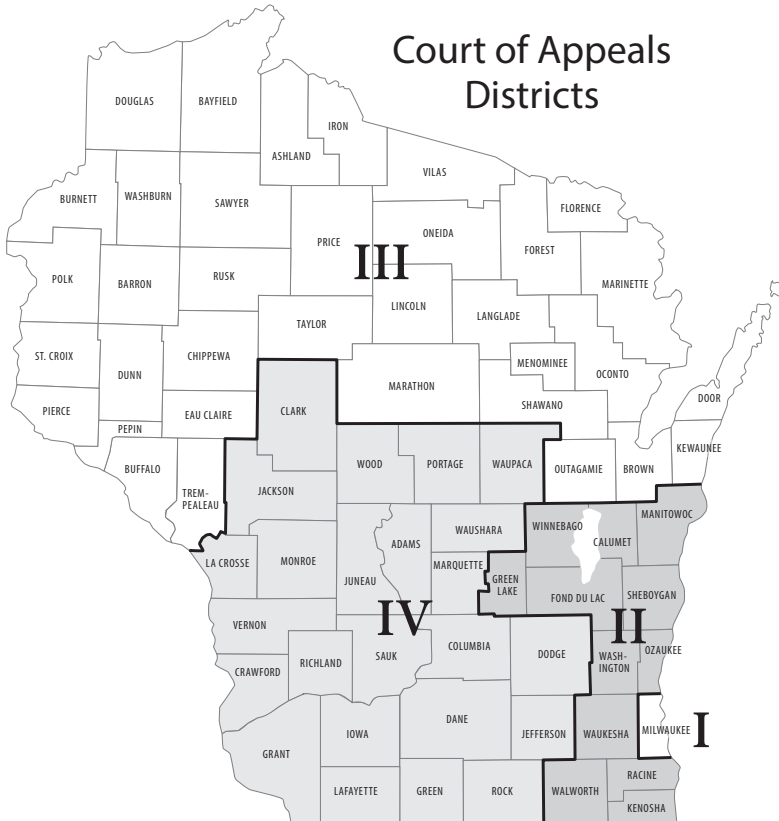 Court of Appeals
Districts
DOUGLAS
BAYFIELD
IRON
ASHLAND
VILAS
BURNETT
WASHBURN
SAWYER
FLORENCE
PRICE
III
ONEIDA
FOREST
POLK
BARRON
RUSK
MARINETTE
LINCOLN
LANGLADE
TAYLOR
ST. CROIX
CHIPPEWA
DUNN
MENOMINEE
OCONTO
MARATHON
DOOR
PIERCE
EAU CLAIRE
CLARK
SHAWANO
PEPIN
KEWAUNEE
BUFFALO
WOOD
PORTAGE
WAUPACA
OUTAGAMIE
BROWN
TREM-
PEALEAU
JACKSON
MANITOWOC
WAUSHARA
WINNEBAGO
CALUMET
ADAMS
LA CROSSE
MONROE
MARQUETTE
JUNEAU
GREEN
LAKE
FOND DU LAC
SHEBOYGAN
VERNON
IV
II
COLUMBIA
DODGE
SAUK
RICHLAND
WASH-
INGTON
OZAUKEE
CRAWFORD
DANE
IOWA
JEFFERSON
WAUKESHA
MILWAUKEE
I
GRANT
LAFAYETTE
GREEN
ROCK
WALWORTH
RACINE
KENOSHA